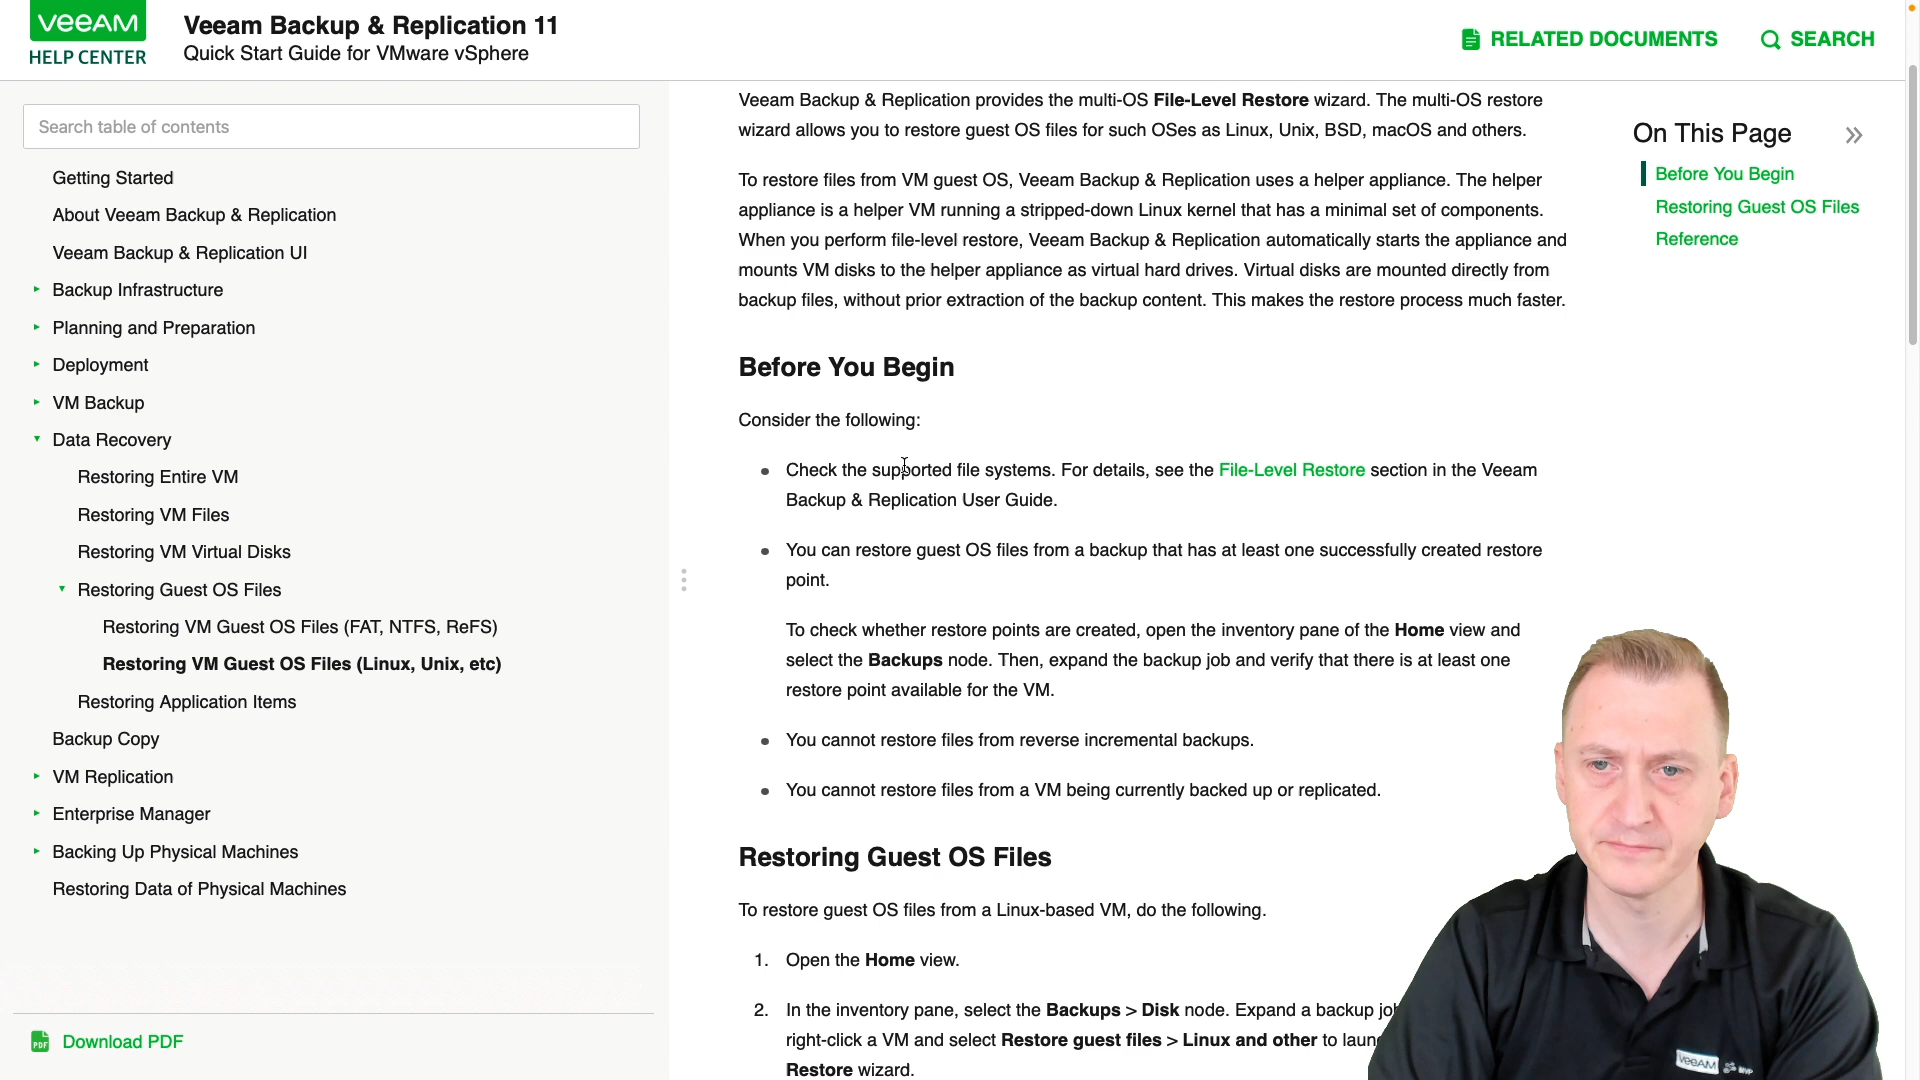 veeAM
HELP CENTER
Veeam Backup & Replication 11
Quick Start Guide for VMware vSphere
RELATED DOCUMENTS
SEARCH
Search table of contents
Getting Started
About Veeam Backup & Replication
Veeam Backup & Replication UI
Backup Infrastructure
Planning and Preparation
Deployment
VM Backup
Data Recovery
Restoring Entire VM
Restoring VM Files
Restoring VM Virtual Disks
Restoring Guest OS Files
Restoring VM Guest OS Files (FAT, NTFS, ReFS)
Restoring VM Guest OS Files (Linux, Unix, etc)
Restoring Application Items
Backup Copy
VM Replication
Enterprise Manager
Backing Up Physical Machines
Restoring Data of Physical Machines
PDF
Download PDF
Veeam Backup & Replication provides the multi-OS File-Level Restore wizard. The multi-OS restore
wizard allows you to restore guest OS files for such OSes as Linux, Unix, BSD, macOS and others.
To restore files from VM guest OS, Veeam Backup & Replication uses a helper appliance. The helper
appliance is a helper VM running a stripped-down Linux kernel that has a minimal set of components.
When you perform file-level restore, Veeam Backup & Replication automatically starts the appliance and
mounts VM disks to the helper appliance as virtual hard drives. Virtual disks are mounted directly from
backup files, without prior extraction of the backup content. This makes the restore process much faster.
Before You Begin
Consider the following:
Check the supported file systems. For details, see the File-Level Restore section in the Veeam
Backup & Replication User Guide.
You can restore guest OS files from a backup that has at least one successfully created restore
point.
To check whether restore points are created, open the inventory pane of the Home view and
select the Backups node. Then, expand the backup job and verify that there is at least one
restore point available for the VM.
You cannot restore files from reverse incremental backups.
You cannot restore files from a VM being currently backed up or replicated.
Restoring Guest OS Files
To restore guest OS files from a Linux-based VM, do the following.
1. Open the Home view.
2. In the inventory pane, select the Backups > Disk node. Expand a backup
right-click a VM and select Restore guest files > Linux and other to
Restore wizard.
On This Page
Before You Begin
Restoring Guest OS Files
Reference
veeAM